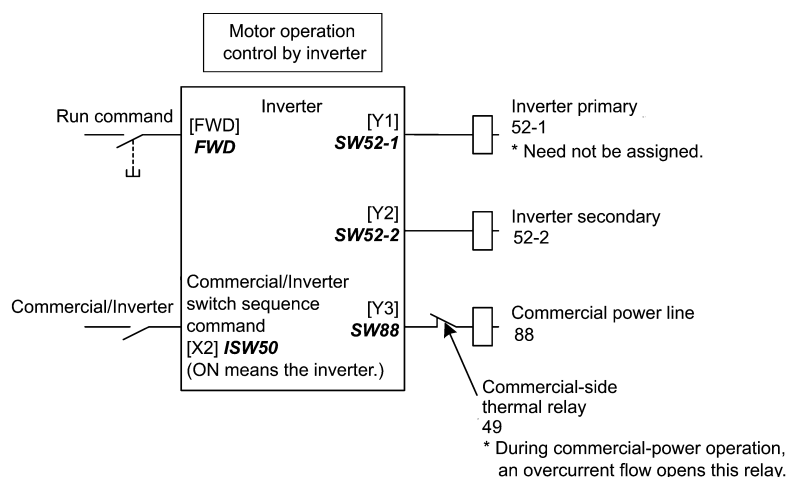 Motor operation
control by inverter
Run command
[FWD]
FWD
Inverter
[Y1]
SW52-1
Inverter primary
52-1
* Need not be assigned.
[Y2]
SW52-2
Inverter secondary
52-2
Commercial/Inverter
Commercial/Inverter
switch sequence
command
[X2] ISW50
(ON means the inverter.)
[Y3]
SW88
Commercial power line
88
Commercial-side
thermal relay
49
* During commercial-power operation,
an overcurrent flow opens this relay.